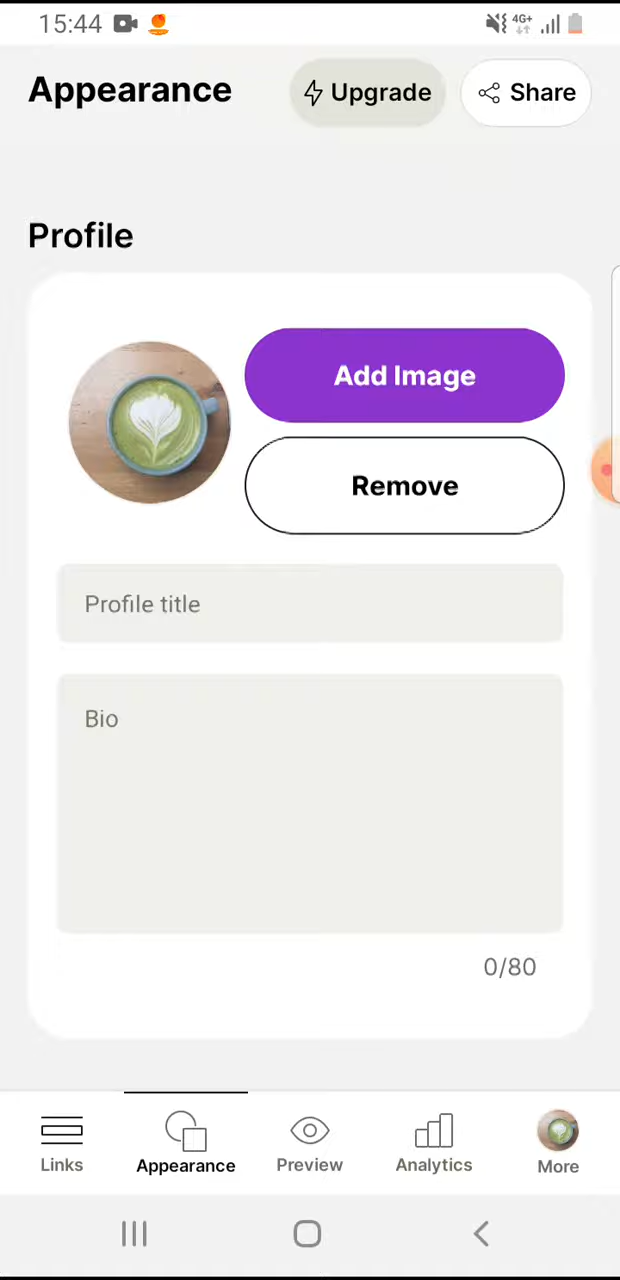 15:44
4G+
Appearance
Upgrade
Share
Profile
Add Image
Remove
Profile title
Bio
0/80
Links
Appearance
Preview
Analytics
More